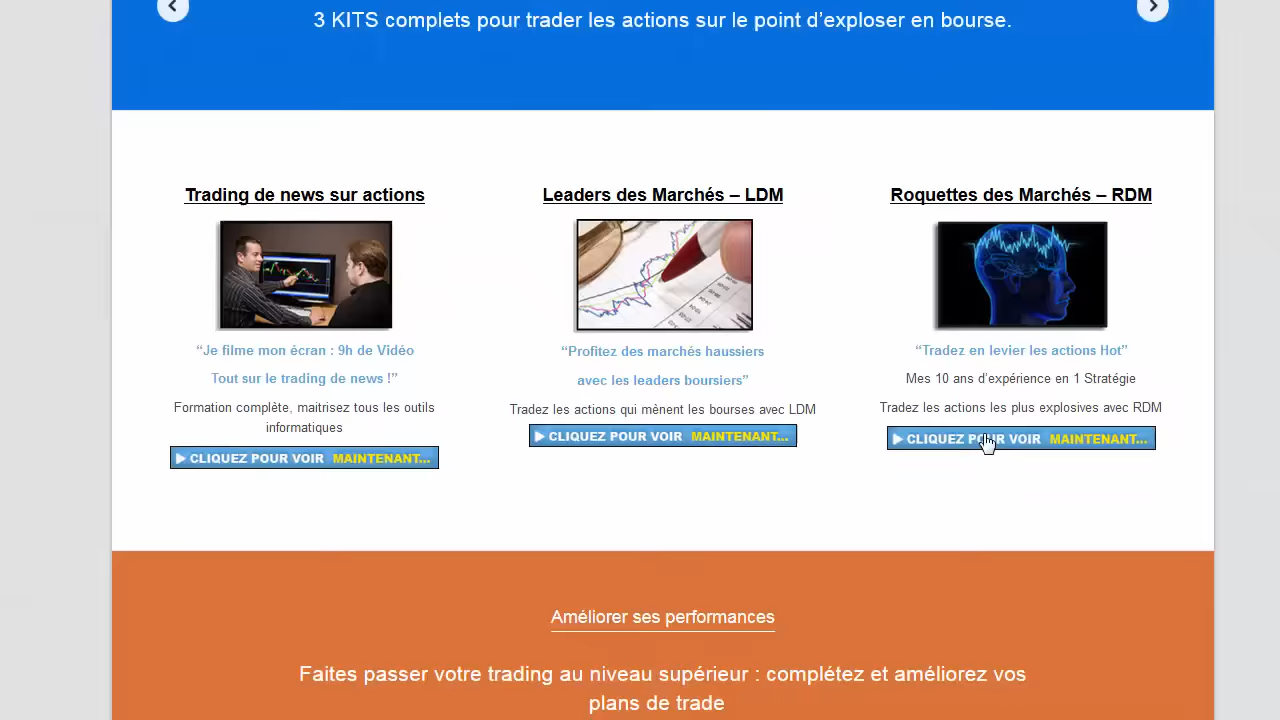 3 KITS complets pour trader les actions sur le point d’exploser en bourse.
Trading de news sur actions
“Je filme mon écran : 9h de Vidéo
Tout sur le trading de news !”
Formation complète, maitrisez tous les outils
informatiques
CLIQUEZ POUR VOIR MAINTENANT...
Leaders des Marchés – LDM
“Profitez des marchés haussiers
avec les leaders boursiers”
Tradez les actions qui mènent les bourses avec LDM
CLIQUEZ POUR VOIR MAINTENANT...
Roquettes des Marchés – RDM
“Tradez en levier les actions Hot”
Mes 10 ans d’expérience en 1 Stratégie
Tradez les actions les plus explosives avec RDM
CLIQUEZ POUR VOIR MAINTENANT...
Améliorer ses performances
Faites passer votre trading au niveau supérieur : complétez et améliorez vos
plans de trade